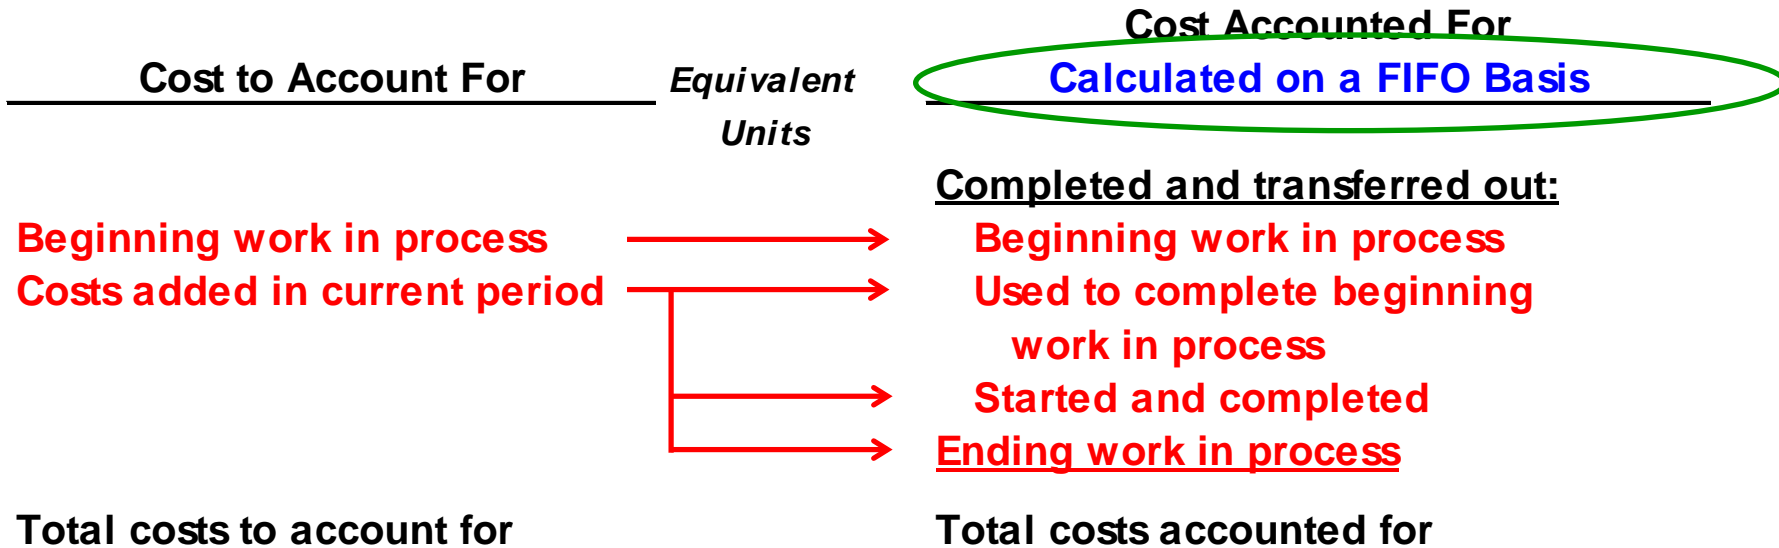 Cost Accounted For
Cost to Account For
Equivalent
Calculated on a FIFO Basis
Units
Completed and transferred out:
Beginning work in process
Beginning work in process
Costs added in current period
Used to complete beginning
work in process
Started and completed
Ending work in process
Total costs to account for
Total costs accounted for